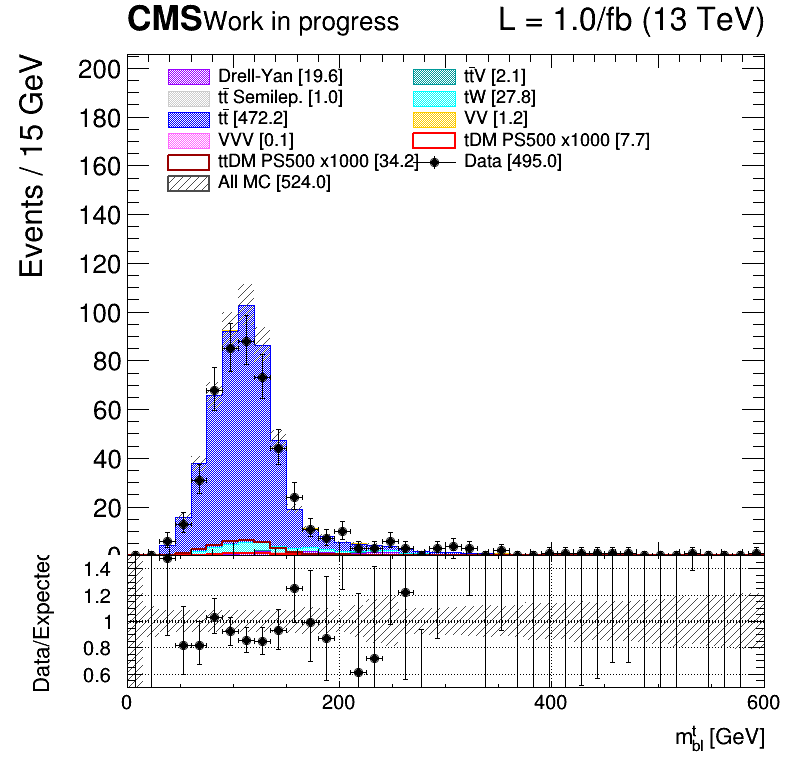 CMS Work in progress L = 1.0/fb (13 TeV)
Events / 15 GeV
200
180
160
140
120
100
80
60
40
20
0
Drell-Yan [19.6]
tt̄V [2.1]
tt̄ Semilep. [1.0]
tW [27.8]
tt̄ [472.2]
VV [1.2]
VVV [0.1]
tDM PS500 x1000 [7.7]
ttDM PS500 x1000 [34.2]
Data [495.0]
All MC [524.0]
Data/Expected
1.4
1.2
1
0.8
0.6
0 200 400 600
m^t_bl [GeV]